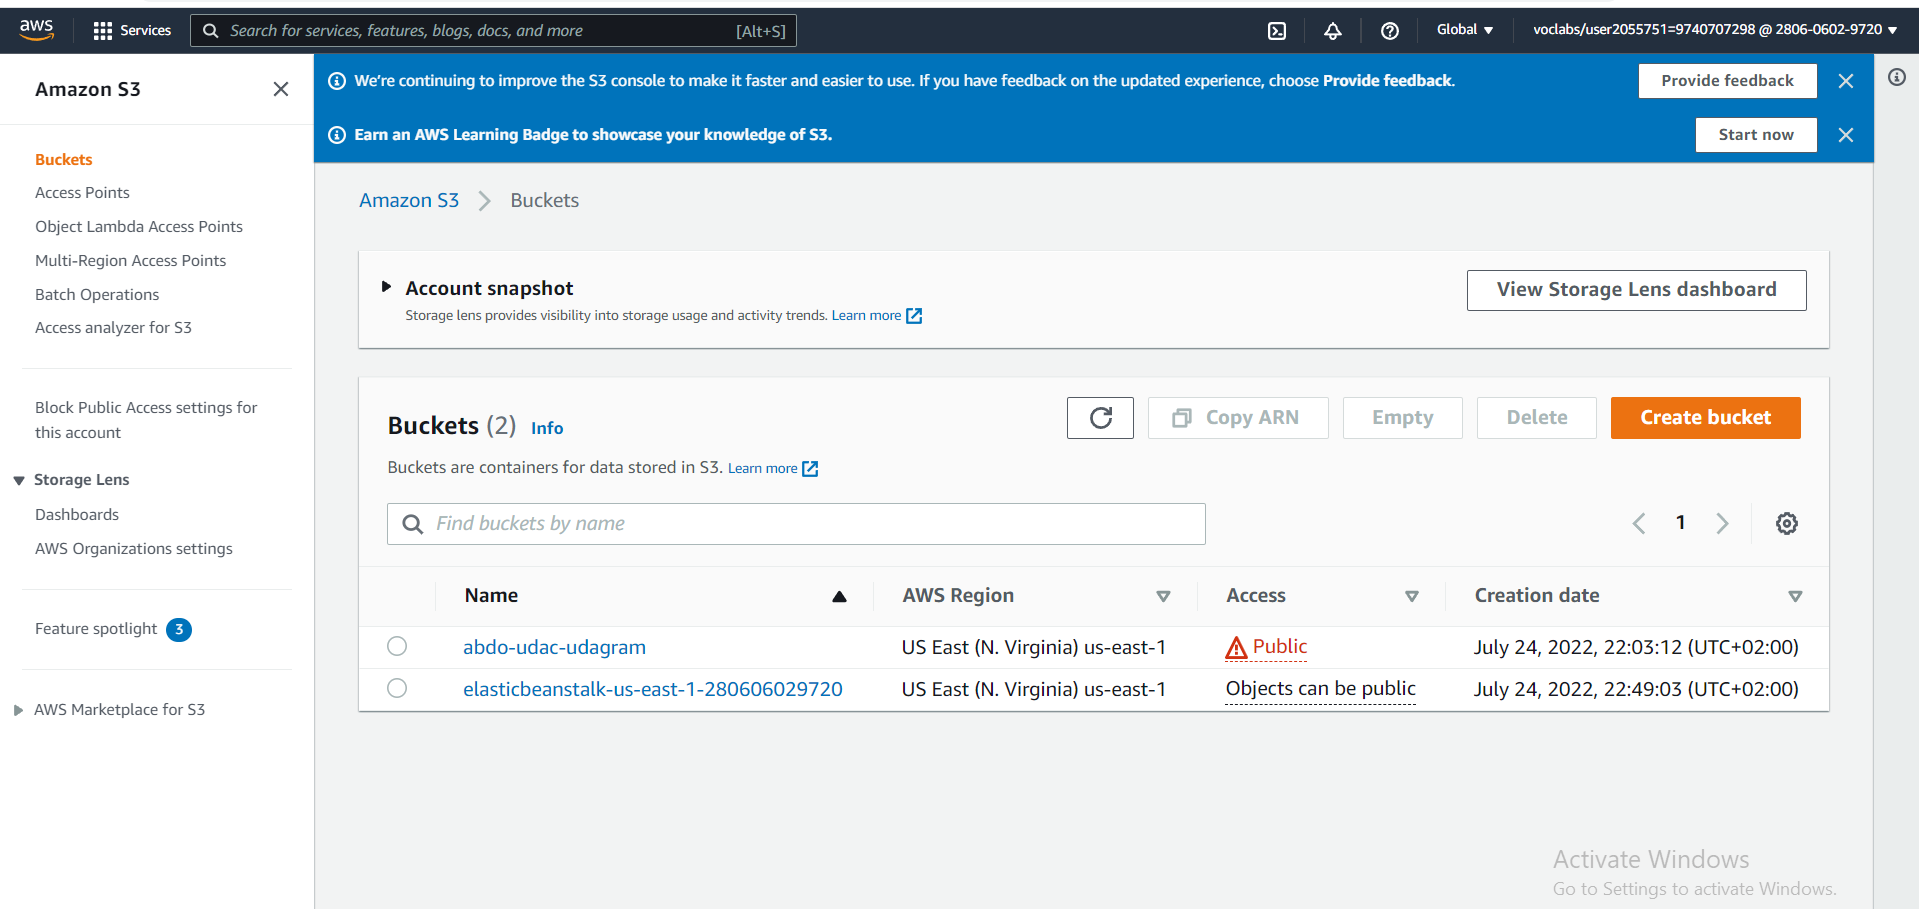 aws
Services
Search for services, features, blogs, docs, and more
[Alt+S]
Global
voclabs/user2055751=9740707298 @ 2806-0602-9720
Amazon S3
Buckets
Access Points
Object Lambda Access Points
Multi-Region Access Points
Batch Operations
Access analyzer for S3
Block Public Access settings for
this account
Storage Lens
Dashboards
AWS Organizations settings
Feature spotlight 3
AWS Marketplace for S3
We're continuing to improve the S3 console to make it faster and easier to use. If you have feedback on the updated experience, choose Provide feedback.
Provide feedback
Earn an AWS Learning Badge to showcase your knowledge of S3.
Start now
Amazon S3 Buckets
Account snapshot
Storage lens provides visibility into storage usage and activity trends. Learn more
View Storage Lens dashboard
Buckets (2) Info
Copy ARN
Empty
Delete
Create bucket
Buckets are containers for data stored in S3. Learn more
Find buckets by name
1
Name AWS Region Access Creation date
abdo-udac-udagram US East (N. Virginia) us-east-1 Public July 24, 2022, 22:03:12 (UTC+02:00)
elasticbeanstalk-us-east-1-280606029720 US East (N. Virginia) us-east-1 Objects can be public July 24, 2022, 22:49:03 (UTC+02:00)
Activate Windows
Go to Settings to activate Windows.